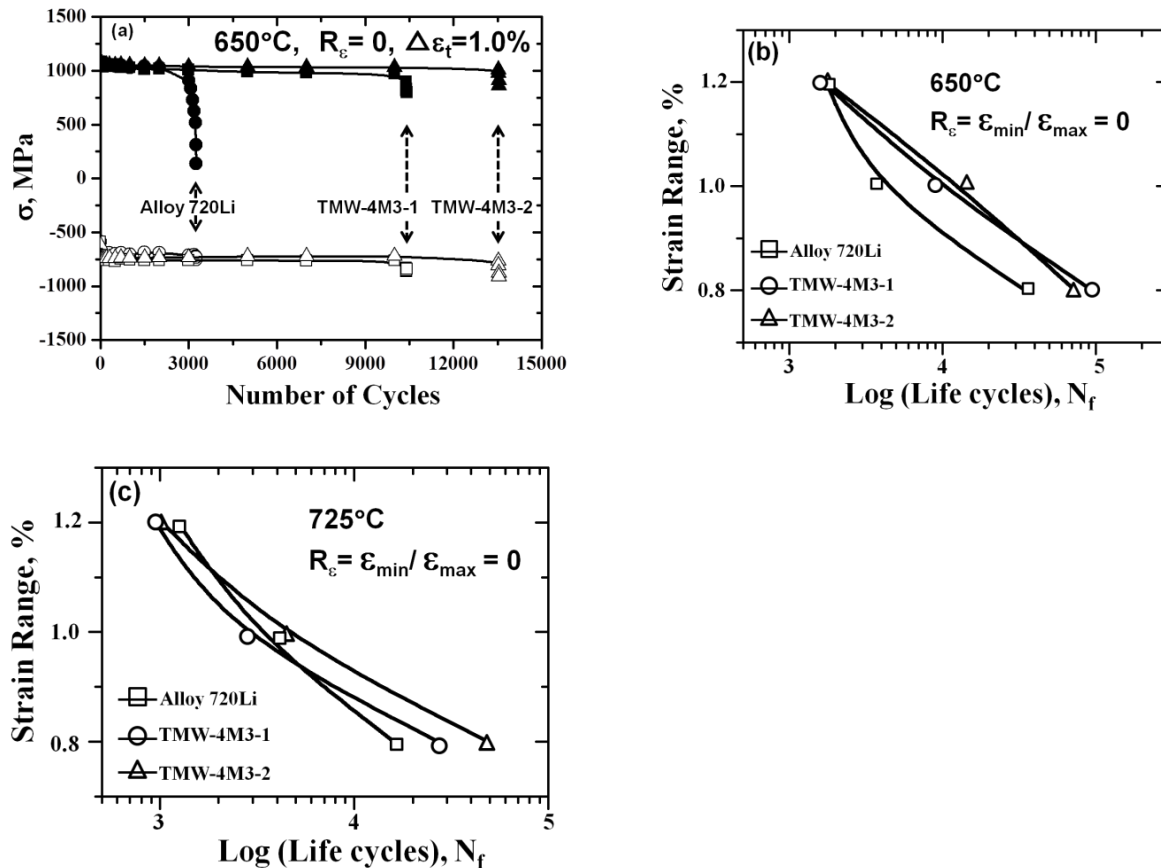 (a)
650°C, Rε = 0, △εt=1.0%
1500
1000
500
0
-500
-1000
-1500
σ, MPa
Alloy 720Li
TMW-4M3-1
TMW-4M3-2
0
3000
6000
9000
12000
15000
Number of Cycles
(b)
650°C
Rε= εmin/ εmax = 0
1.2
1.0
0.8
Strain Range, %
Alloy 720Li
TMW-4M3-1
TMW-4M3-2
3
4
5
Log (Life cycles), Nf
(c)
725°C
Rε= εmin/ εmax = 0
1.2
1.0
0.8
Strain Range, %
Alloy 720Li
TMW-4M3-1
TMW-4M3-2
3
4
5
Log (Life cycles), Nf